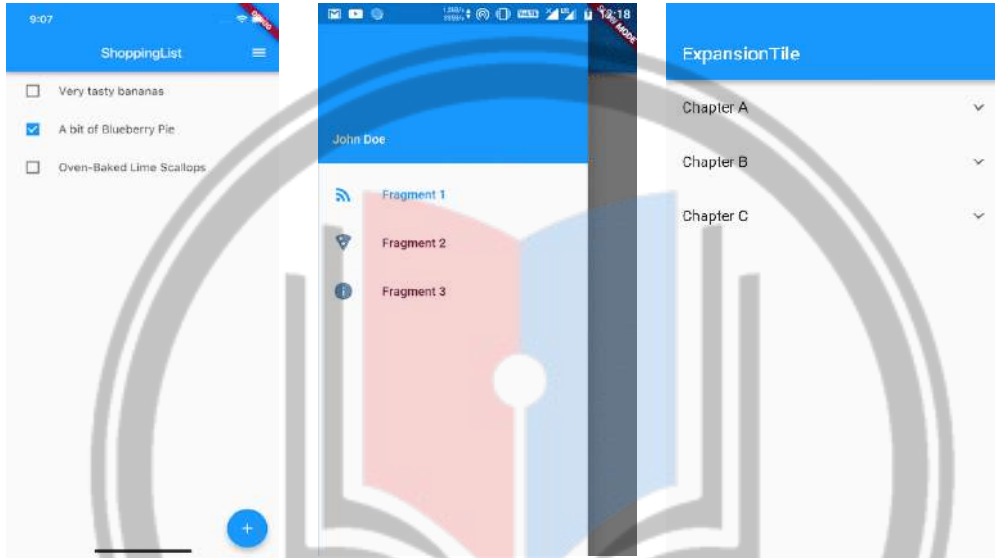 9:07
ShoppingList
Very tasty bananas
A bit of Blueberry Pie
Oven-Baked Lime Scallops
John Doe
Fragment 1
Fragment 2
Fragment 3
ExpansionTile
Chapter A
Chapter B
Chapter C